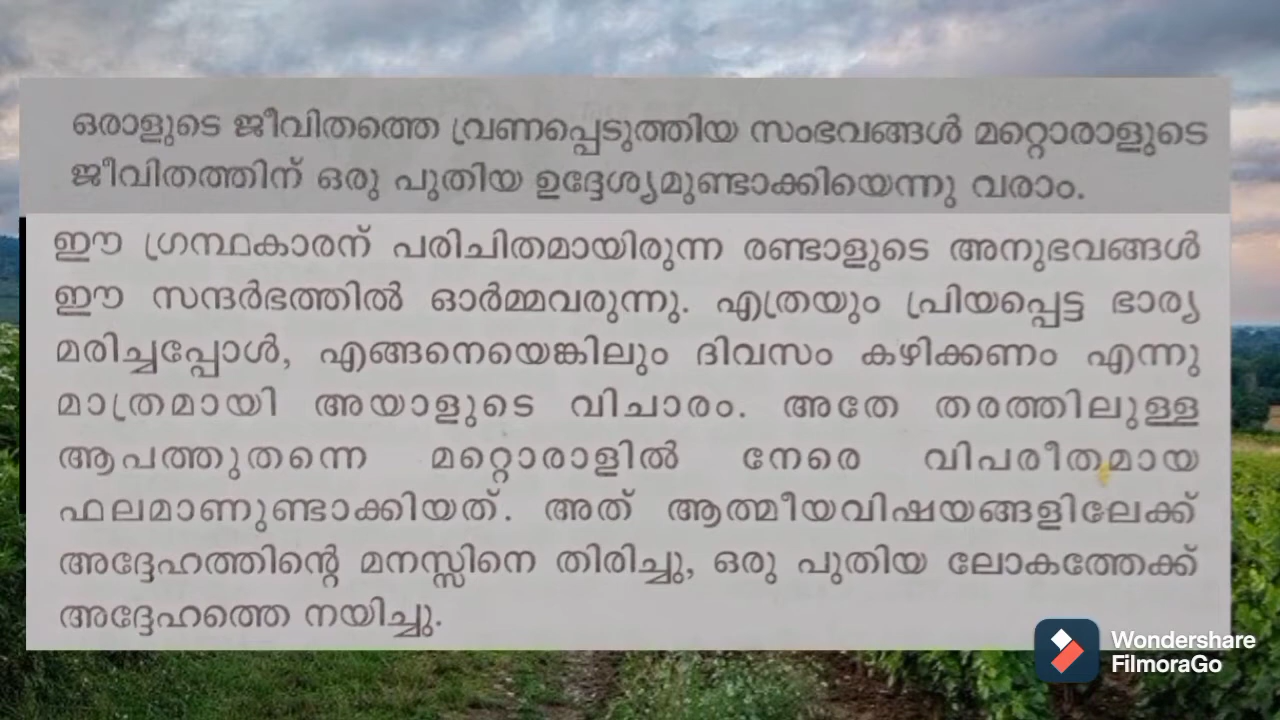 ഒരാളുടെ ജീവിതത്തെ വ്രണപ്പെടുത്തിയ സംഭവങ്ങൾ മറ്റൊരാളുടെ
ജീവിതത്തിന് ഒരു പുതിയ ഉദ്ദേശ്യമുണ്ടാക്കിയെന്നു വരാം.
ഈ ഗ്രന്ഥകാരന് പരിചിതമായിരുന്ന രണ്ടാളുടെ അനുഭവങ്ങൾ
ഈ സന്ദർഭത്തിൽ ഓർമ്മവരുന്നു. എത്രയും പ്രിയപ്പെട്ട ഭാര്യ
മരിച്ചപ്പോൾ, എങ്ങനെയെങ്കിലും ദിവസം കഴിക്കണം എന്നു
മാത്രമായി അയാളുടെ വിചാരം. അതേ തരത്തിലുള്ള
ആപത്തുതന്നെ മറ്റൊരാളിൽ നേരെ വിപരീതമായ
ഫലമാണുണ്ടാക്കിയത്. അത് ആത്മീയവിഷയങ്ങളിലേക്ക്
അദ്ദേഹത്തിന്റെ മനസ്സിനെ തിരിച്ചു, ഒരു പുതിയ ലോകത്തേക്ക്
അദ്ദേഹത്തെ നയിച്ചു.
Wondershare
FilmoraGo